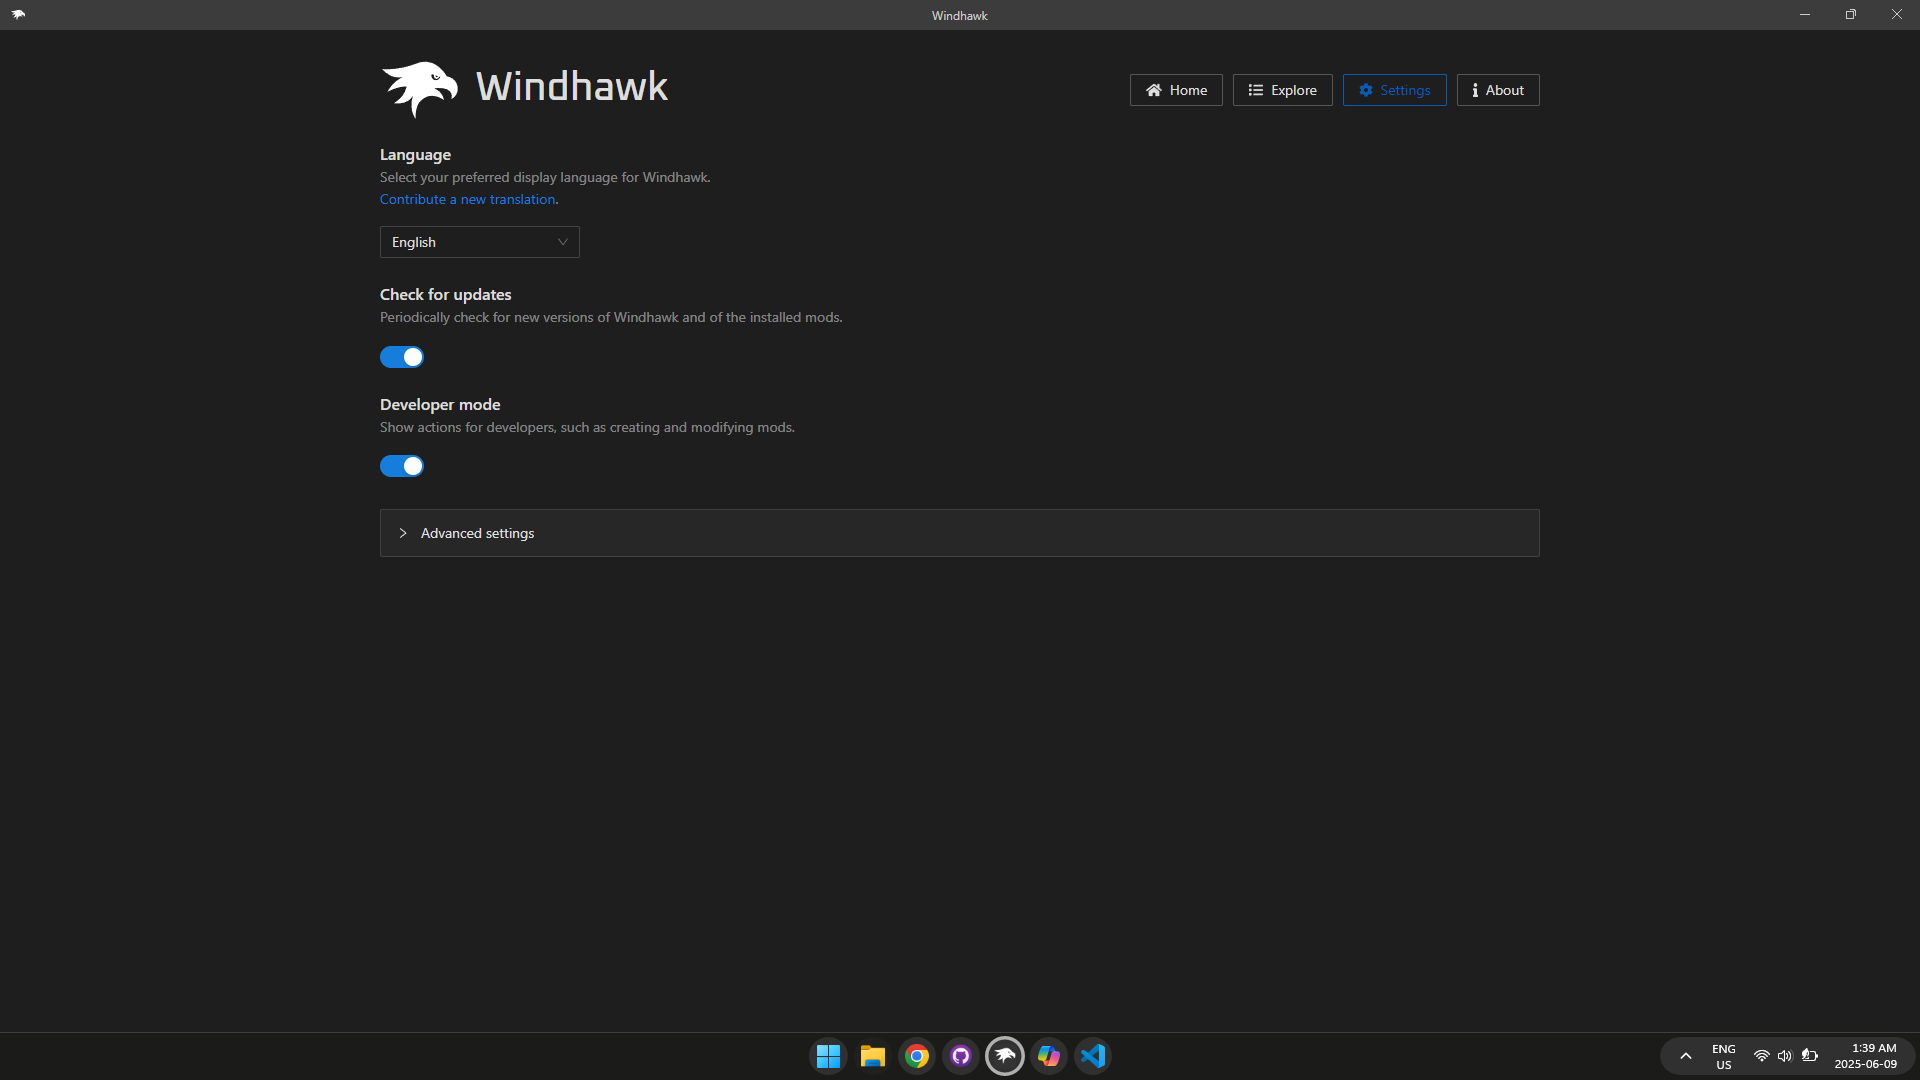 Windhawk
Windhawk
Home
Explore
Settings
About
Language
Select your preferred display language for Windhawk.
Contribute a new translation.
English
Check for updates
Periodically check for new versions of Windhawk and of the installed mods.
Developer mode
Show actions for developers, such as creating and modifying mods.
Advanced settings
ENG
US
1:39 AM
2025-06-09